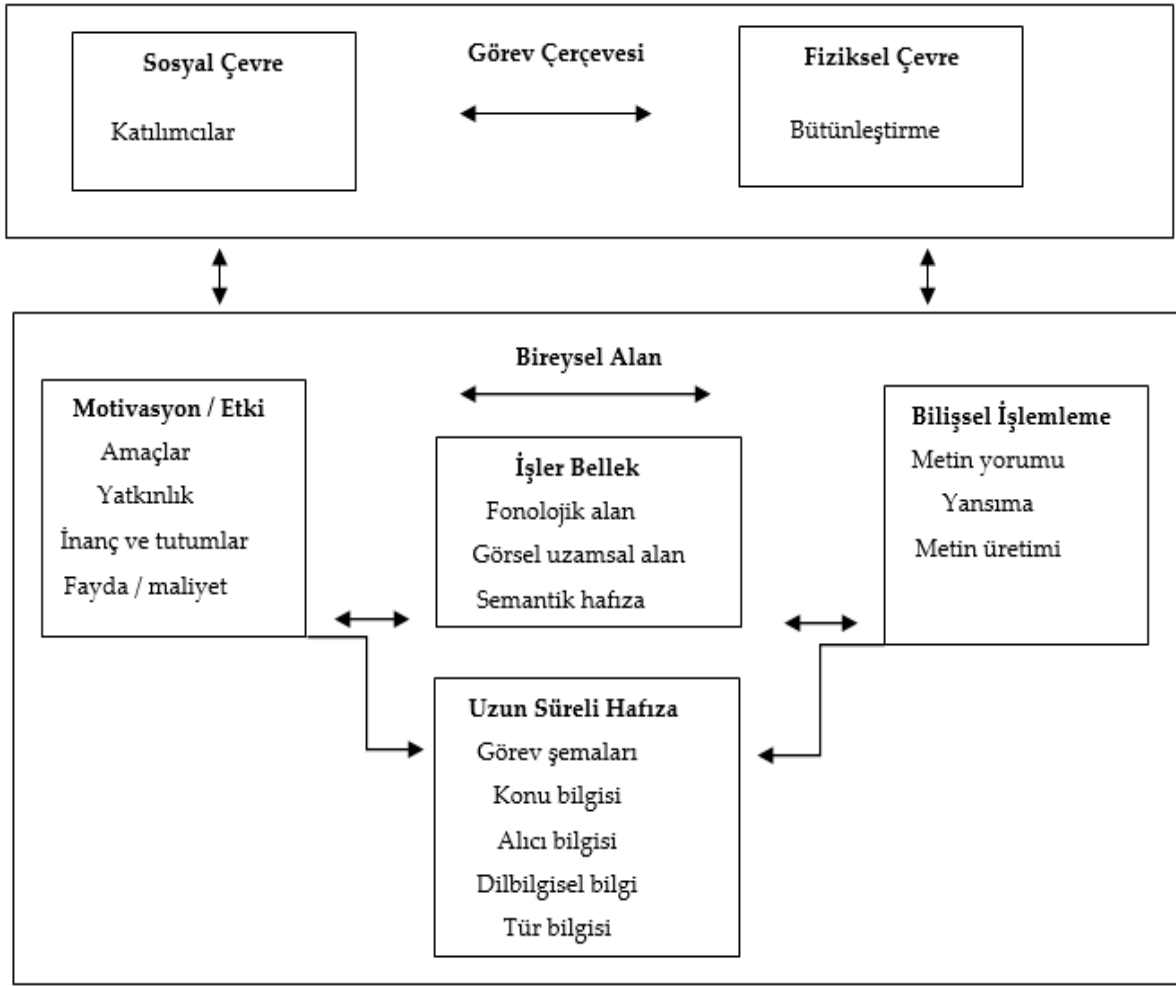 Sosyal Çevre
Katılımcılar
Görev Çerçevesi
Fiziksel Çevre
Bütünleştirme
Bireysel Alan
Motivasyon / Etki
Amaçlar
Yatkınlık
İnanç ve tutumlar
Fayda / maliyet
İşler Bellek
Fonolojik alan
Görsel uzamsal alan
Semantik hafıza
Bilişsel İşlemleme
Metin yorumu
Yansıma
Metin üretimi
Uzun Süreli Hafıza
Görev şemaları
Konu bilgisi
Alıcı bilgisi
Dilbilgisel bilgi
Tür bilgisi